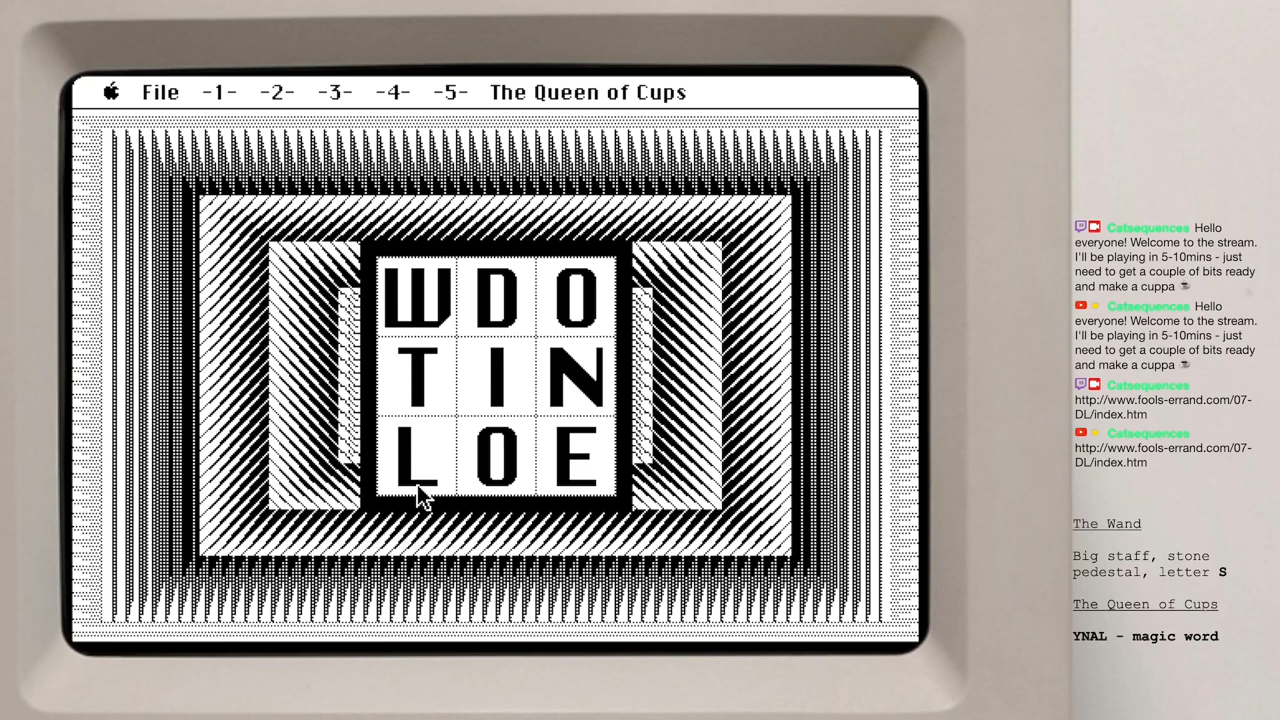 File -1- -2- -3- -4- -5- The Queen of Cups
W D O
T I N
L O E
Catsequences Hello
everyone! Welcome to the stream.
I'll be playing in 5-10mins - just
need to get a couple of bits ready
and make a cuppa
Catsequences Hello
everyone! Welcome to the stream.
I'll be playing in 5-10mins - just
need to get a couple of bits ready
and make a cuppa
Catsequences
http://www.fools-errand.com/07-
DL/index.htm
Catsequences
http://www.fools-errand.com/07-
DL/index.htm
The Wand
Big staff, stone
pedestal, letter S
The Queen of Cups
YNAL - magic word